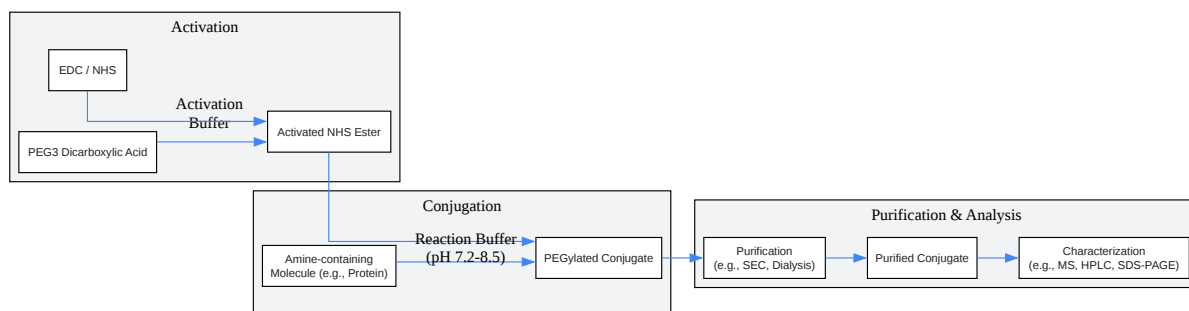 Activation
EDC / NHS
Activation
Buffer
PEG3 Dicarboxylic Acid
Activated NHS Ester
Conjugation
Reaction Buffer
(pH 7.2-8.5)
Amine-containing
Molecule (e.g., Protein)
PEGylated Conjugate
Purification & Analysis
Purification
(e.g., SEC, Dialysis)
Purified Conjugate
Characterization
(e.g., MS, HPLC, SDS-PAGE)